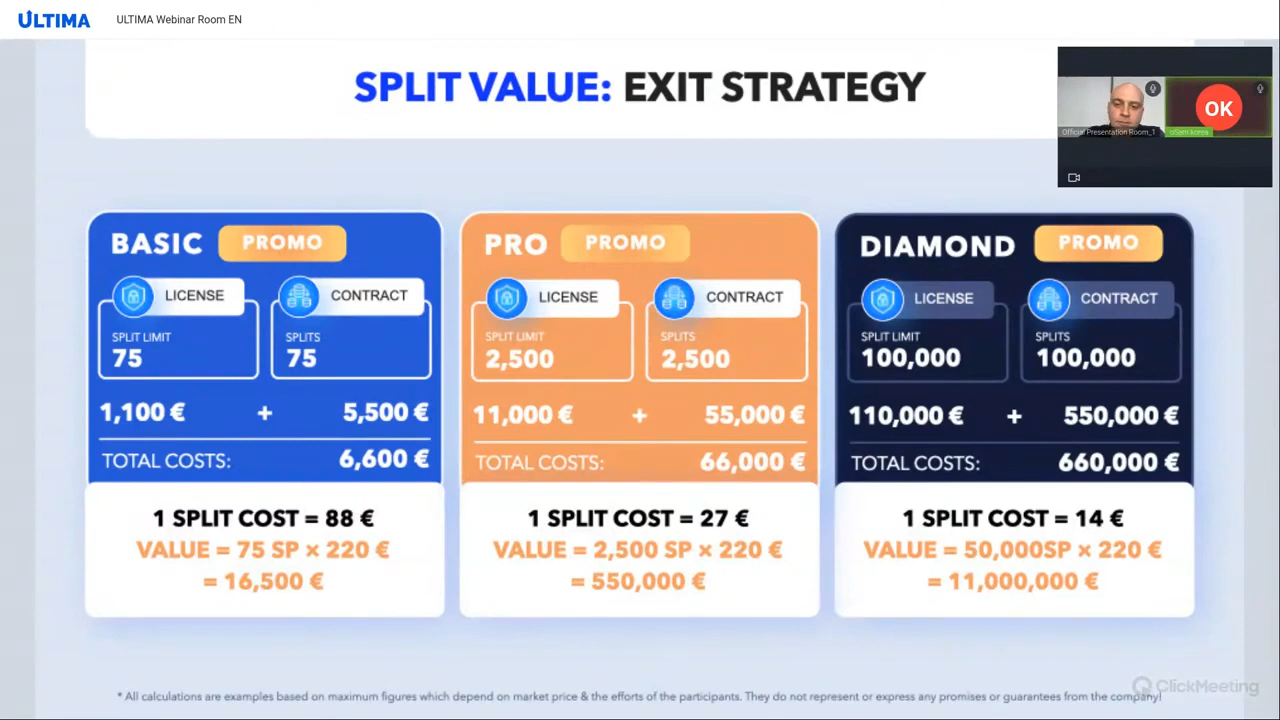 ULTIMA
ULTIMA Webinar Room EN
SPLIT VALUE: EXIT STRATEGY
OK
Official Presentation Room_1
oSem korea
BASIC PROMO
LICENSE CONTRACT
SPLIT LIMIT SPLITS
75 75
1,100 € + 5,500 €
TOTAL COSTS: 6,600 €
1 SPLIT COST = 88 €
VALUE = 75 SP × 220 €
= 16,500 €
PRO PROMO
LICENSE CONTRACT
SPLIT LIMIT SPLITS
2,500 2,500
11,000 € + 55,000 €
TOTAL COSTS: 66,000 €
1 SPLIT COST = 27 €
VALUE = 2,500 SP × 220 €
= 550,000 €
DIAMOND PROMO
LICENSE CONTRACT
SPLIT LIMIT SPLITS
100,000 100,000
110,000 € + 550,000 €
TOTAL COSTS: 660,000 €
1 SPLIT COST = 14 €
VALUE = 50,000SP × 220 €
= 11,000,000 €
* All calculations are examples based on maximum figures which depend on market price & the efforts of the participants. They do not represent or express any promises or guarantees from the company!
ClickMeeting